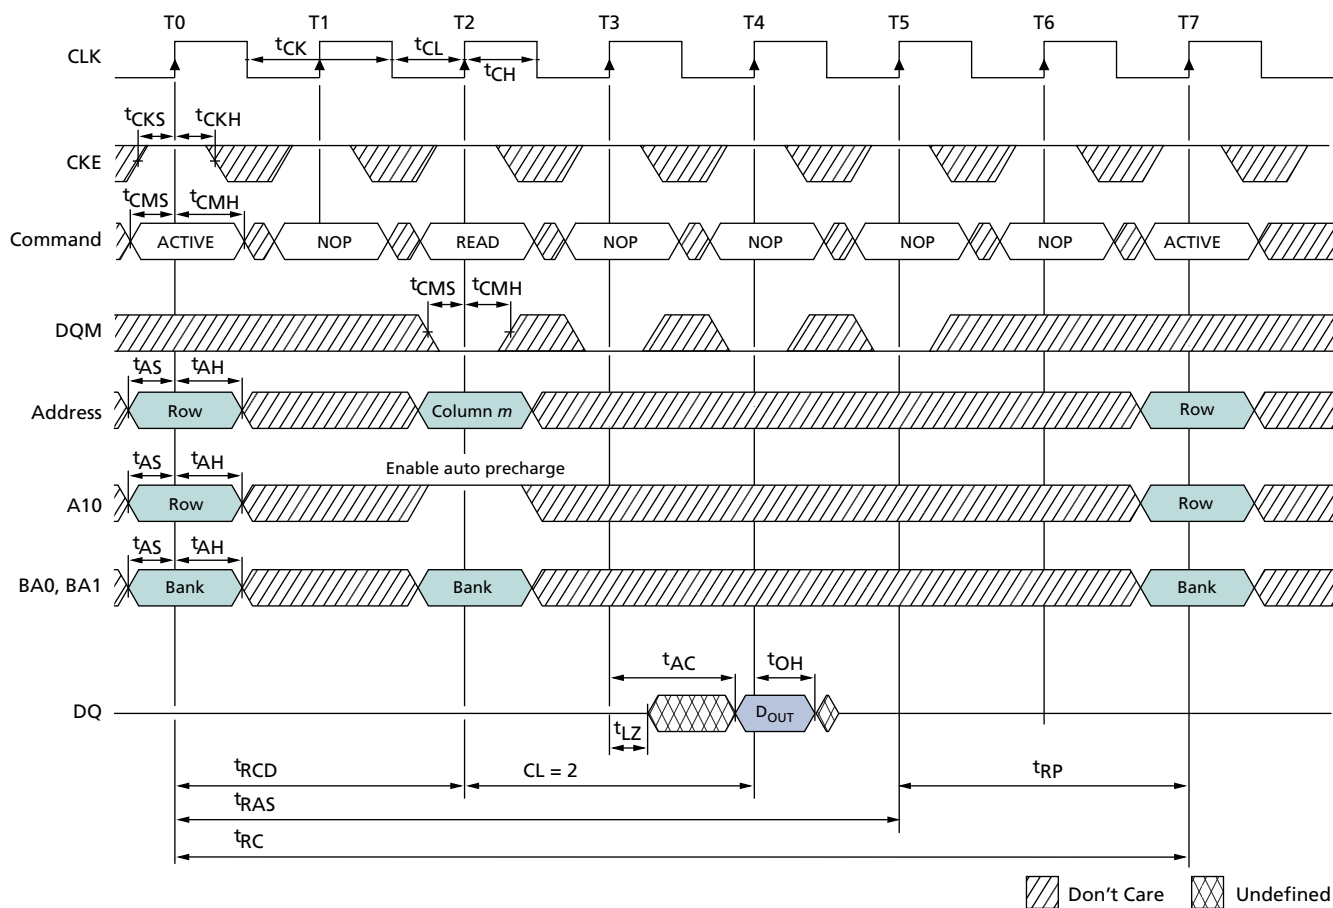 T0 T1 T2 T3 T4 T5 T6 T7
CLK tCK tCL
tCH
tCKS tCKH
CKE
tCMS tCMH
Command ACTIVE NOP READ NOP NOP NOP NOP ACTIVE
tCMS tCMH
DQM
tAS tAH
Address Row Column m Row
tAS tAH Enable auto precharge
A10 Row Row
tAS tAH
BA0, BA1 Bank Bank Bank
tAC tOH
DQ DOUT
tLZ
tRCD CL = 2 tRP
tRAS
tRC
Don't Care Undefined